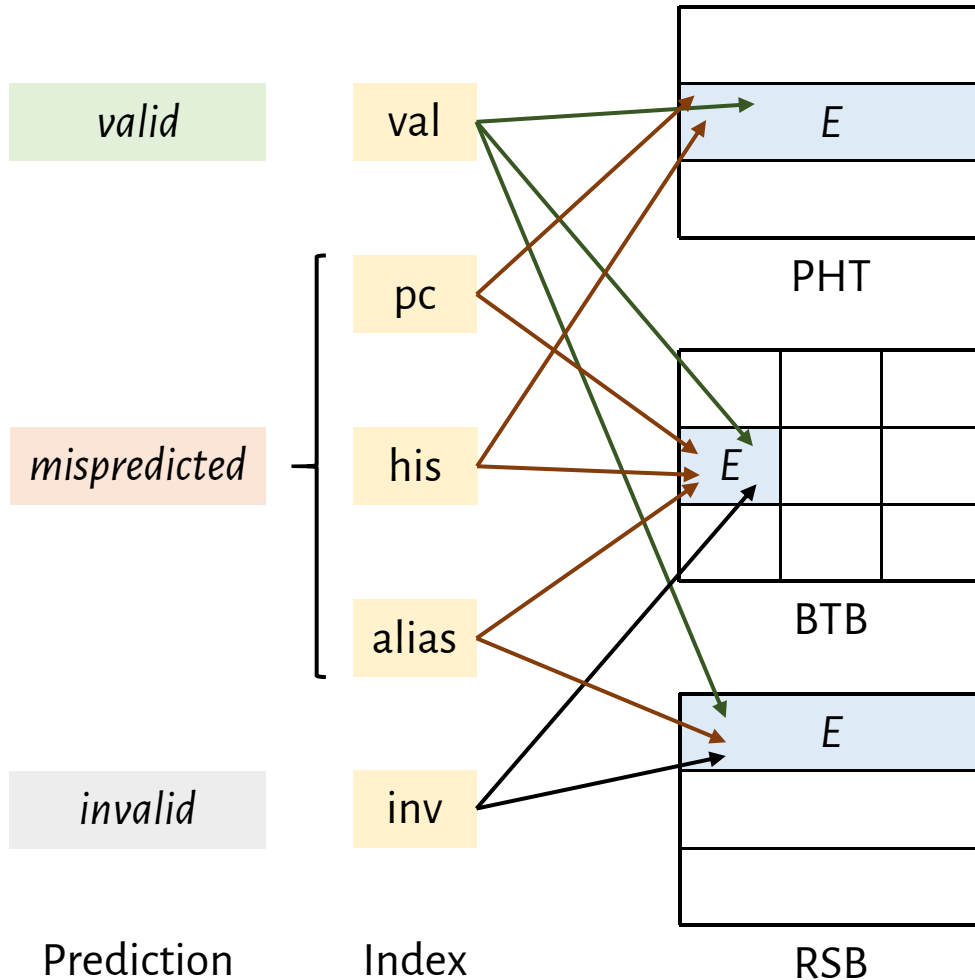 valid
val
E
PHT
pc
mispredicted
his
E
BTB
alias
E
invalid
inv
Prediction
Index
RSB